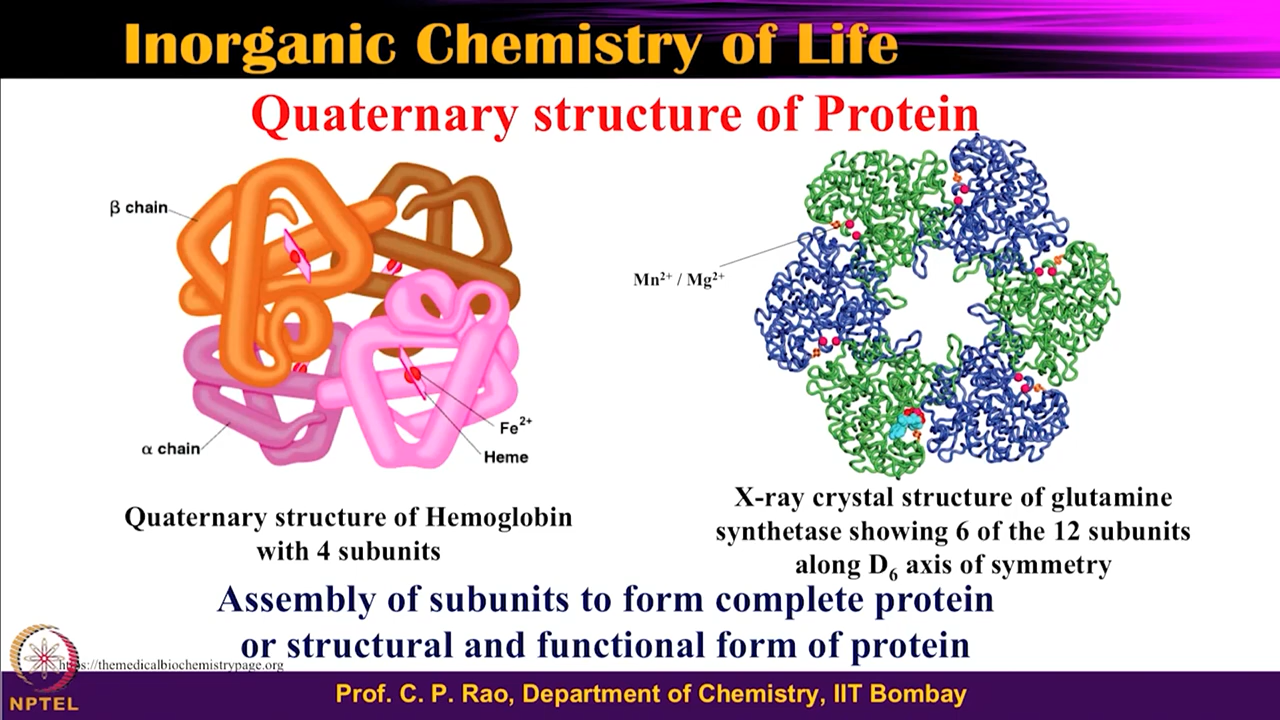 Inorganic Chemistry of Life
Quaternary structure of Protein
β chain
α chain
Fe²⁺
Heme
Quaternary structure of Hemoglobin
with 4 subunits
Mn²⁺ / Mg²⁺
X-ray crystal structure of glutamine
synthetase showing 6 of the 12 subunits
along D₆ axis of symmetry
Assembly of subunits to form complete protein
or structural and functional form of protein
https://themedicalbiochemistrypage.org
NPTEL
Prof. C. P. Rao, Department of Chemistry, IIT Bombay